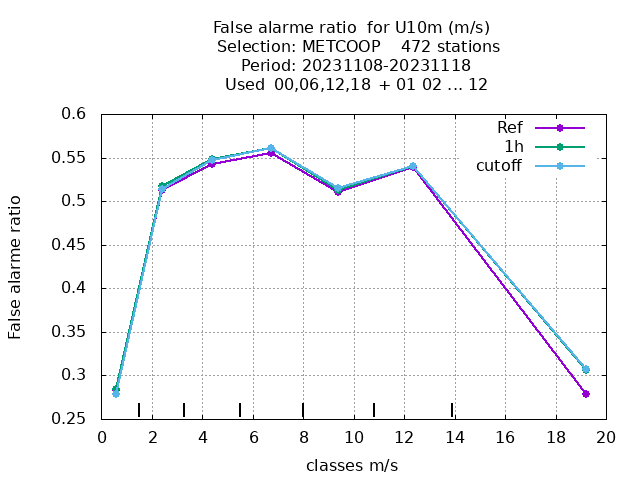 False alarme ratio  for U10m (m/s)
Selection: METCOOP    472 stations
Period: 20231108-20231118
Used  00,06,12,18 + 01 02 ... 12
Ref
1h
cutoff
False alarme ratio
0.6
0.55
0.5
0.45
0.4
0.35
0.3
0.25
0 2 4 6 8 10 12 14 16 18 20
classes m/s